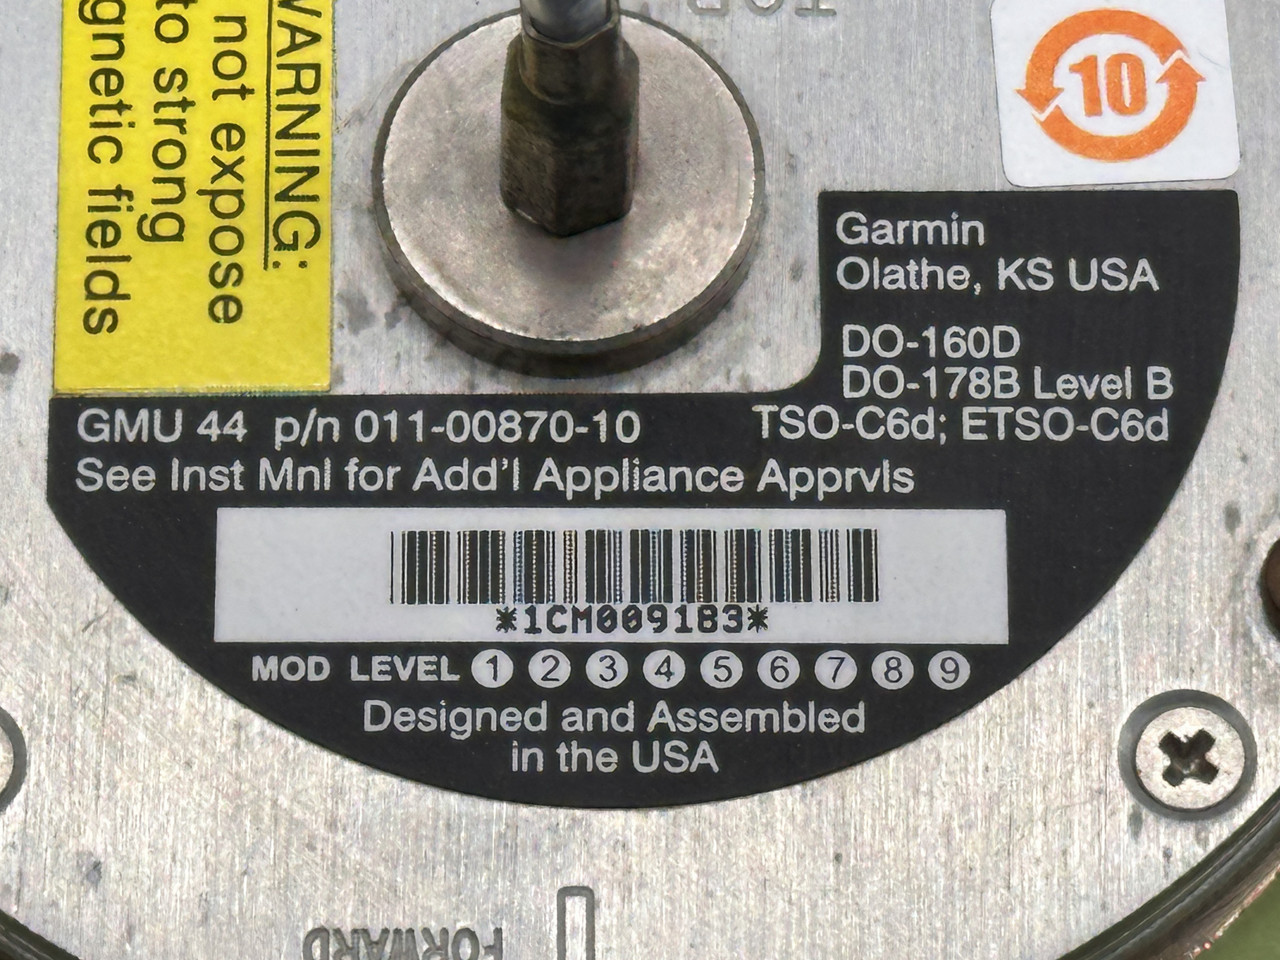 TOP
10
WARNING:
not expose
to strong
gnetic fields
Garmin
Olathe, KS USA
DO-160D
DO-178B Level B
GMU 44 p/n 011-00870-10 TSO-C6d; ETSO-C6d
See Inst Mnl for Add'l Appliance Apprvls
*1CM009183*
MOD LEVEL 1 2 3 4 5 6 7 8 9
Designed and Assembled
in the USA
FORWARD